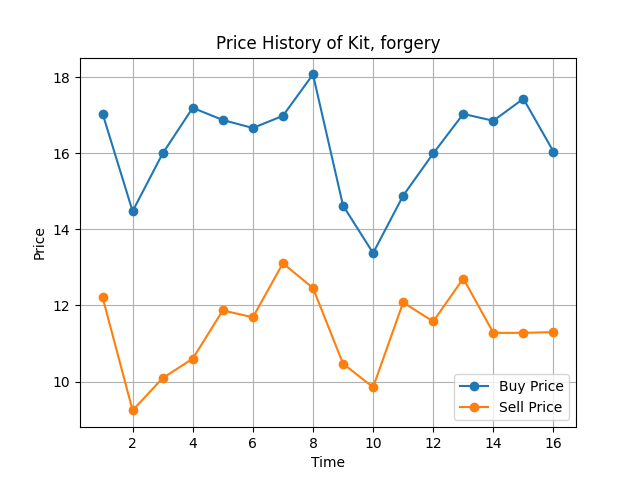 Price History of Kit, forgery
18
16
14
12
10
Price
2 4 6 8 10 12 14 16
Time
Buy Price
Sell Price